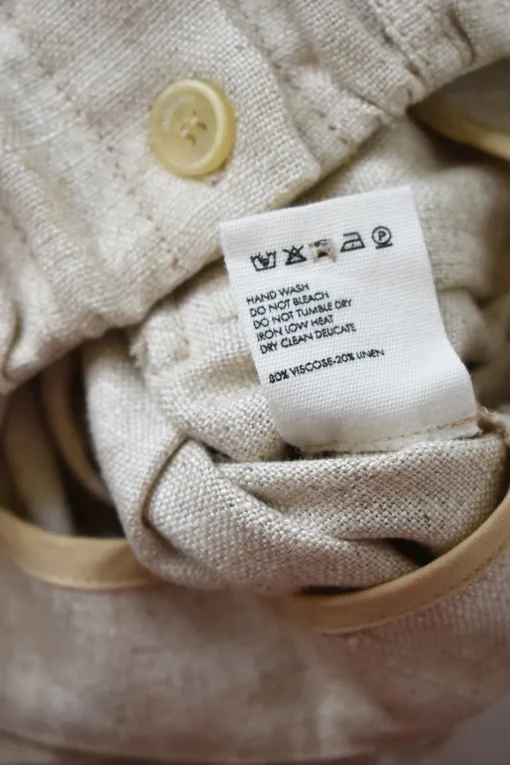 HAND WASH
DO NOT BLEACH
DO NOT TUMBLE DRY
IRON LOW HEAT
DRY CLEAN DELICATE
80% VISCOSE-20% LINEN